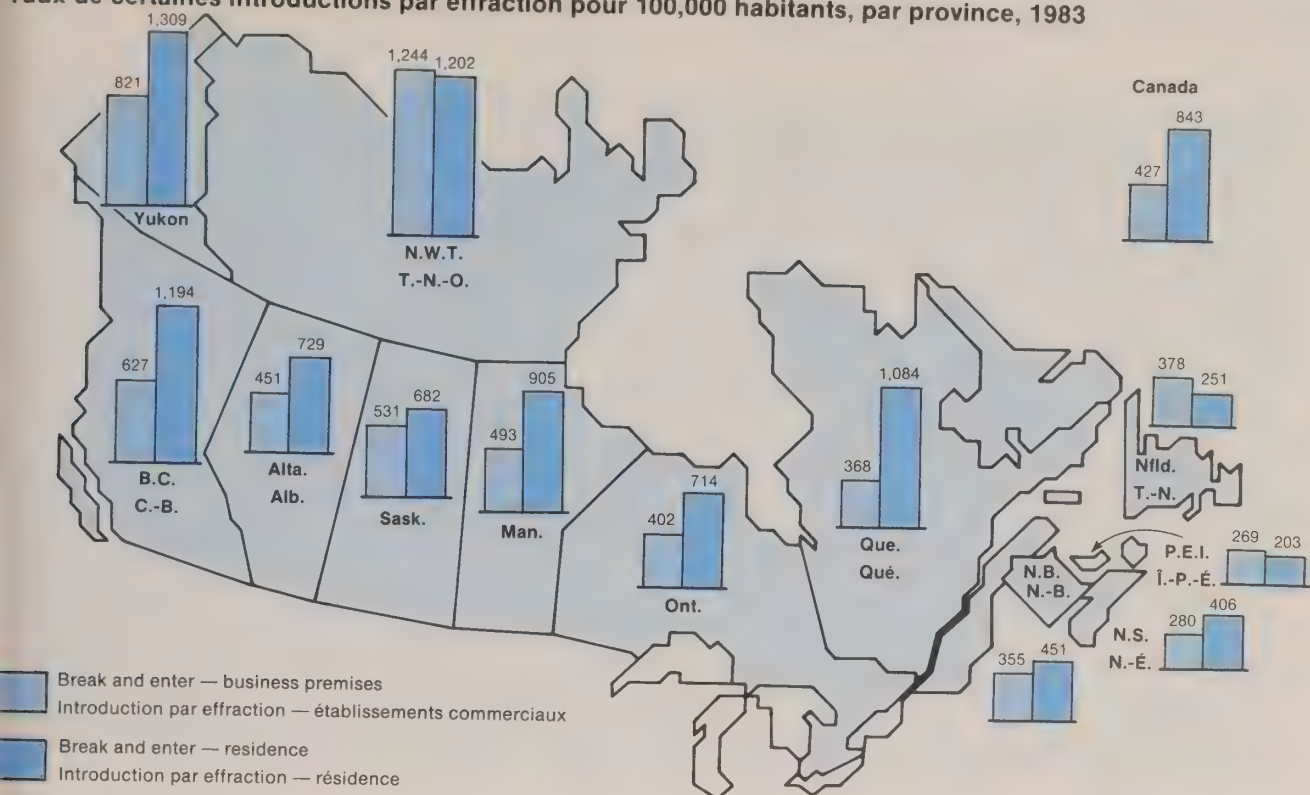 Taux de certaines introductions par effraction pour 100,000 habitants, par province, 1983
1,309
821
Yukon
1,244 1,202
N.W.T.
T.-N.-O.
Canada
843
427
1,194
627
B.C.
C.-B.
729
451
Alta.
Alb.
682
531
Sask.
905
493
Man.
714
402
Ont.
1,084
368
Que.
Qué.
378
251
Nfld.
T.-N.
269 203
P.E.I.
Î.-P.-É.
N.B.
N.-B.
406
280
N.S.
N.-É.
355 451
Break and enter — business premises
Introduction par effraction — établissements commerciaux
Break and enter — residence
Introduction par effraction — résidence